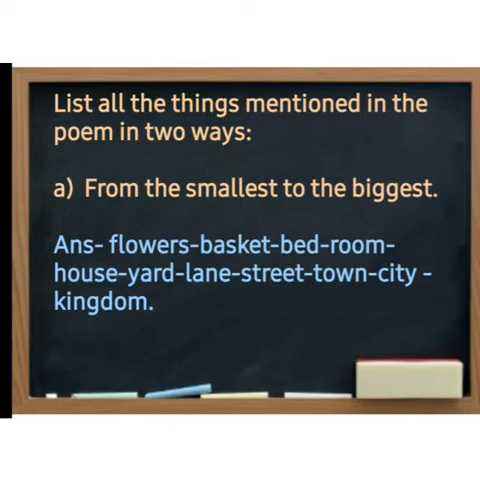 List all the things mentioned in the
poem in two ways:
a) From the smallest to the biggest.
Ans- flowers-basket-bed-room-
house-yard-lane-street-town-city -
kingdom.